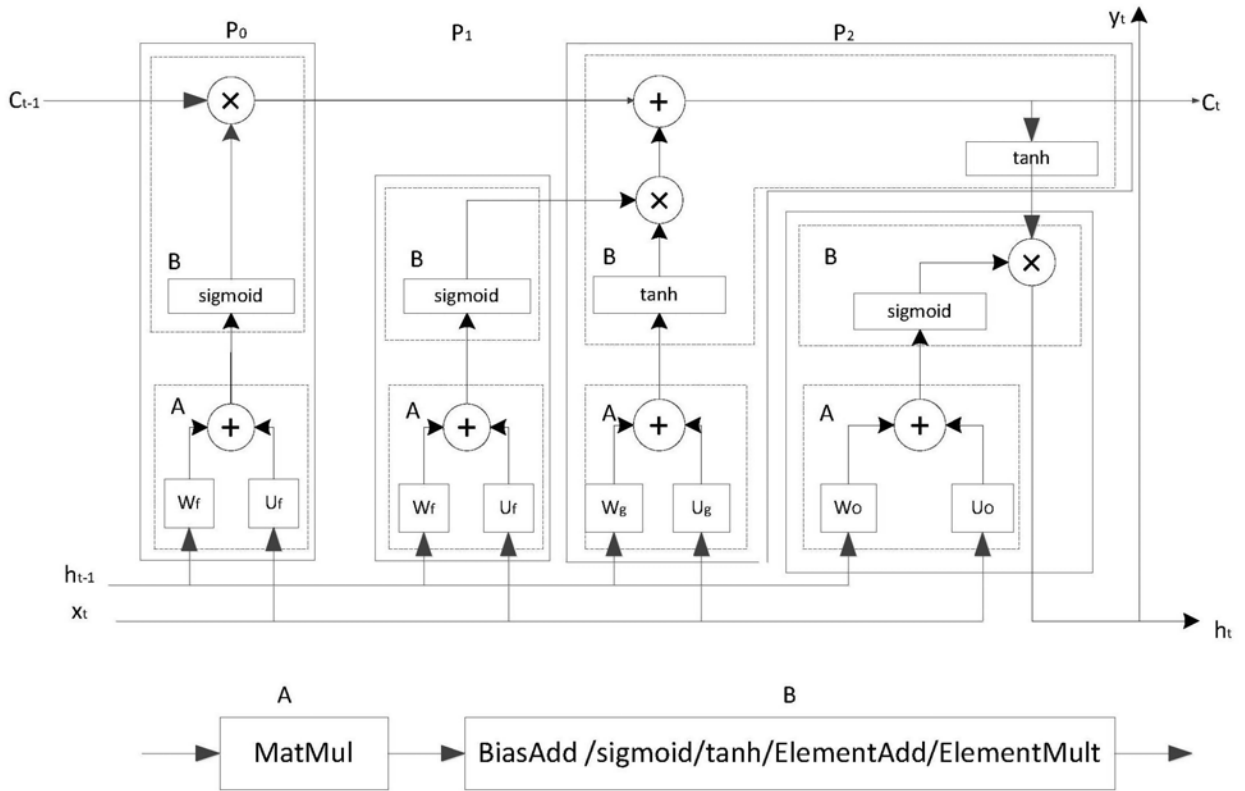 yt
P0
P1
P2
Ct-1
×
+
Ct
tanh
×
B
sigmoid
B
sigmoid
B
tanh
B
sigmoid
×
A
+
A
+
A
+
A
+
Wf
Uf
Wf
Uf
Wg
Ug
Wo
Uo
ht-1
xt
ht
A
B
MatMul
BiasAdd /sigmoid/tanh/ElementAdd/ElementMult